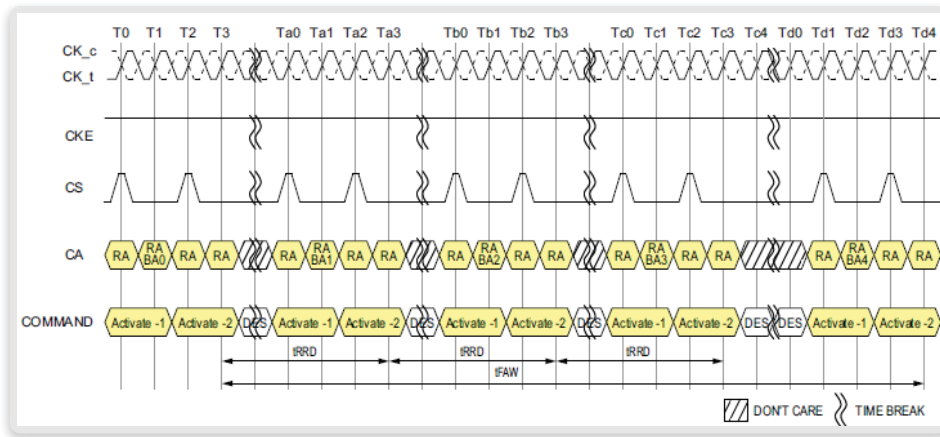 T0 T1 T2 T3 Ta0 Ta1 Ta2 Ta3 Tb0 Tb1 Tb2 Tb3 Tc0 Tc1 Tc2 Tc3 Tc4 Td0 Td1 Td2 Td3 Td4
CK_c
CK_t
CKE
CS
CA RA RA BA0 RA RA RA RA BA1 RA RA RA RA BA2 RA RA RA RA BA3 RA RA RA RA BA4 RA RA
COMMAND Activate -1 Activate -2 DES Activate -1 Activate -2 DES Activate -1 Activate -2 DES Activate -1 Activate -2 DES DES Activate -1 Activate -2
tRRD tRRD tRRD
tFAW
DON'T CARE TIME BREAK